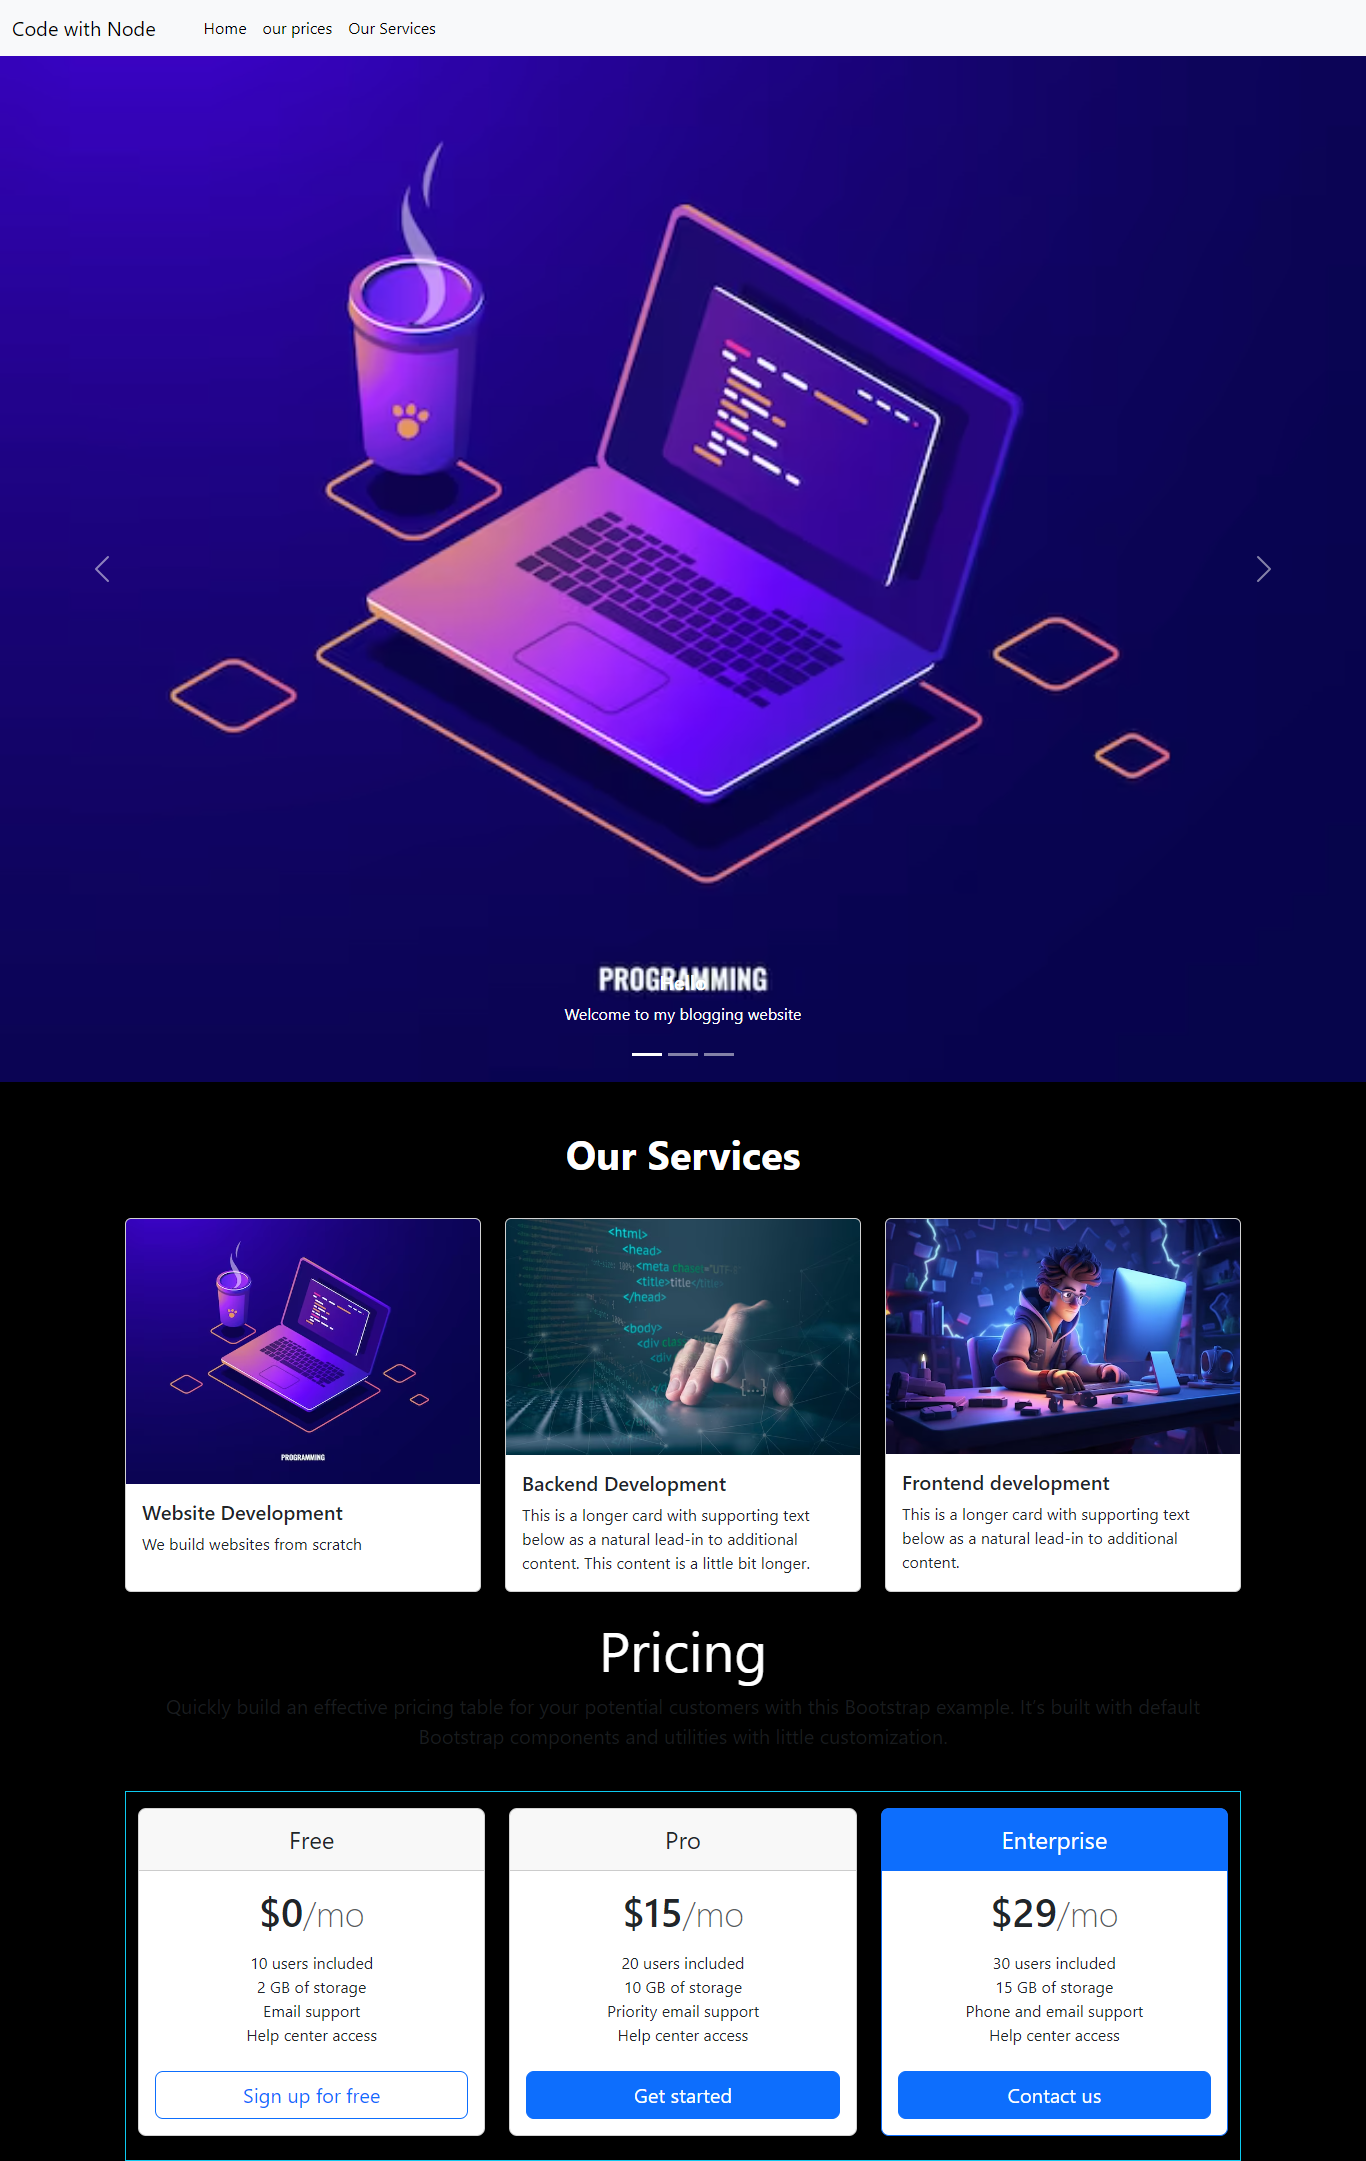 Code with Node
Home
our prices
Our Services
PROGRAMMING
Hello
Welcome to my blogging website
Our Services
PROGRAMMING
<html>
<head>
<title>title</title>
</head>
<body>
<div
{...}
Website Development
We build websites from scratch
Backend Development
This is a longer card with supporting text
below as a natural lead-in to additional
content. This content is a little bit longer.
Frontend development
This is a longer card with supporting text
below as a natural lead-in to additional
content.
Pricing
Quickly build an effective pricing table for your potential customers with this Bootstrap example. It's built with default
Bootstrap components and utilities with little customization.
Free
$0/mo
10 users included
2 GB of storage
Email support
Help center access
Sign up for free
Pro
$15/mo
20 users included
10 GB of storage
Priority email support
Help center access
Get started
Enterprise
$29/mo
30 users included
15 GB of storage
Phone and email support
Help center access
Contact us